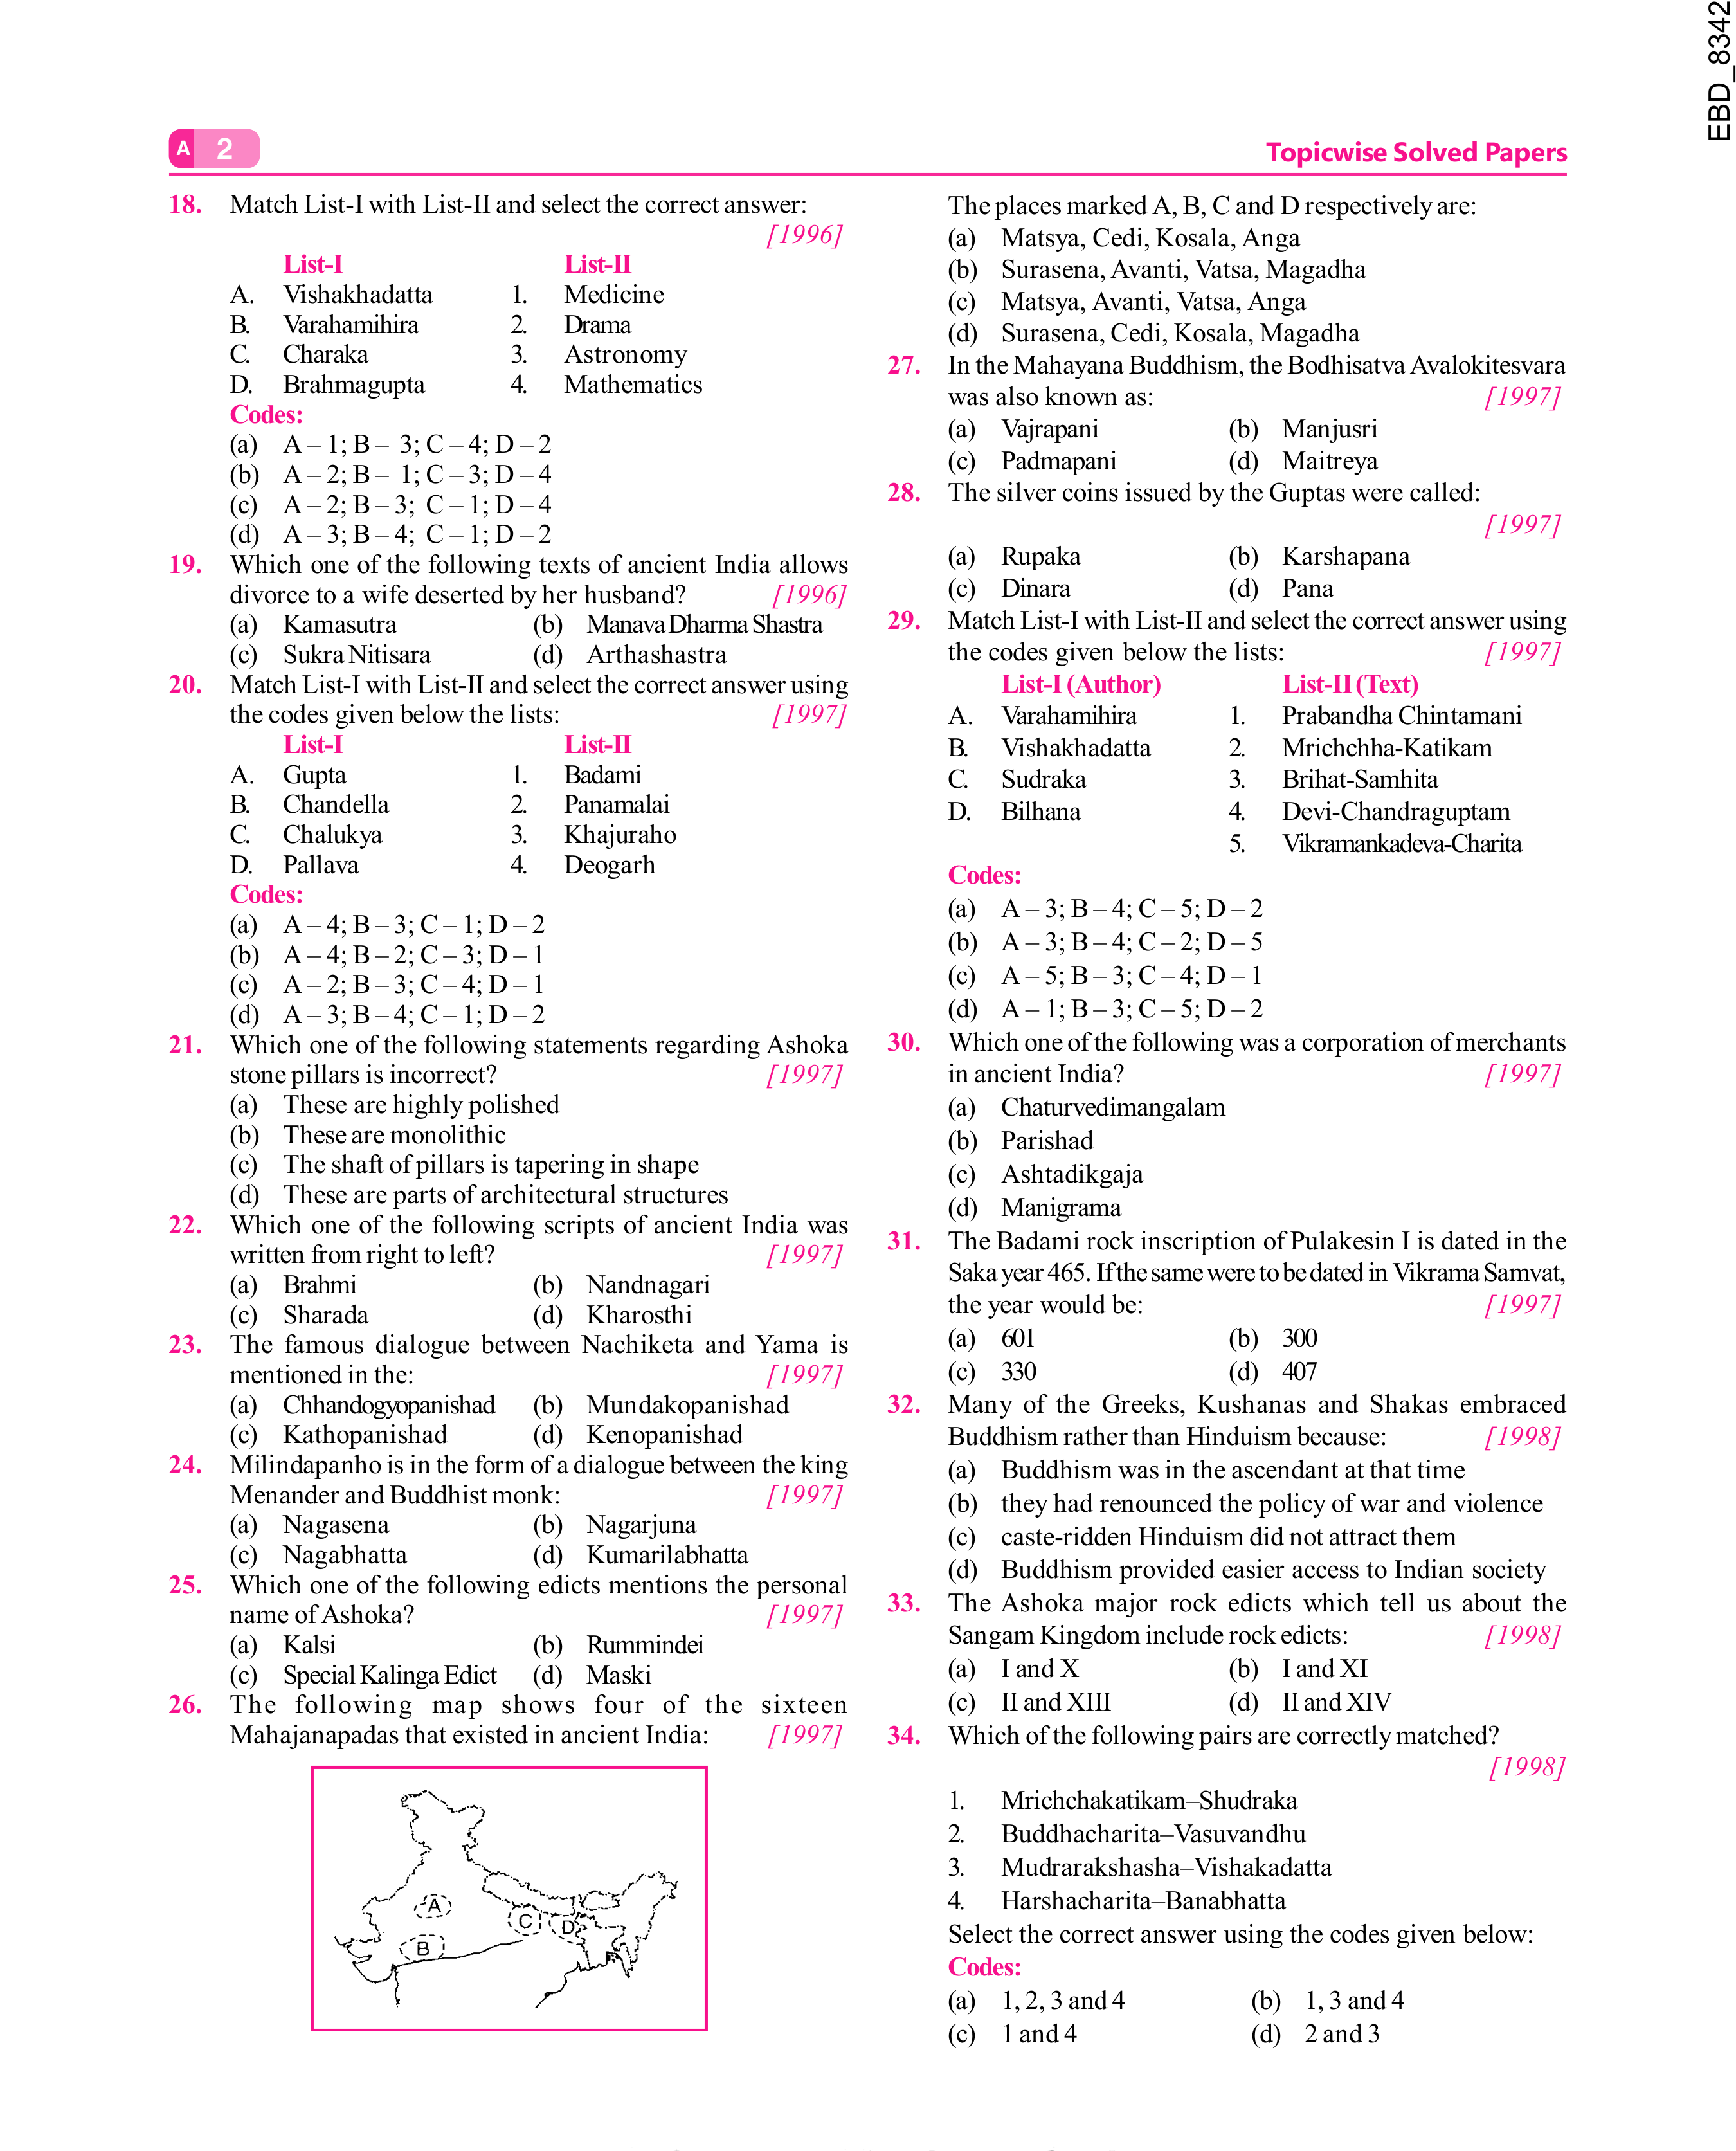 EBD_8342
A 2
Topicwise Solved Papers
18. Match List-I with List-II and select the correct answer:
[1996]
List-I List-II
A. Vishakhadatta 1. Medicine
B. Varahamihira 2. Drama
C. Charaka 3. Astronomy
D. Brahmagupta 4. Mathematics
Codes:
(a) A – 1; B – 3; C – 4; D – 2
(b) A – 2; B – 1; C – 3; D – 4
(c) A – 2; B – 3; C – 1; D – 4
(d) A – 3; B – 4; C – 1; D – 2
19. Which one of the following texts of ancient India allows
divorce to a wife deserted by her husband? [1996]
(a) Kamasutra (b) Manava Dharma Shastra
(c) Sukra Nitisara (d) Arthashastra
20. Match List-I with List-II and select the correct answer using
the codes given below the lists: [1997]
List-I List-II
A. Gupta 1. Badami
B. Chandella 2. Panamalai
C. Chalukya 3. Khajuraho
D. Pallava 4. Deogarh
Codes:
(a) A – 4; B – 3; C – 1; D – 2
(b) A – 4; B – 2; C – 3; D – 1
(c) A – 2; B – 3; C – 4; D – 1
(d) A – 3; B – 4; C – 1; D – 2
21. Which one of the following statements regarding Ashoka
stone pillars is incorrect? [1997]
(a) These are highly polished
(b) These are monolithic
(c) The shaft of pillars is tapering in shape
(d) These are parts of architectural structures
22. Which one of the following scripts of ancient India was
written from right to left? [1997]
(a) Brahmi (b) Nandnagari
(c) Sharada (d) Kharosthi
23. The famous dialogue between Nachiketa and Yama is
mentioned in the: [1997]
(a) Chhandogyopanishad (b) Mundakopanishad
(c) Kathopanishad (d) Kenopanishad
24. Milindapanho is in the form of a dialogue between the king
Menander and Buddhist monk: [1997]
(a) Nagasena (b) Nagarjuna
(c) Nagabhatta (d) Kumarilabhatta
25. Which one of the following edicts mentions the personal
name of Ashoka? [1997]
(a) Kalsi (b) Rummindei
(c) Special Kalinga Edict (d) Maski
26. The following map shows four of the sixteen
Mahajanapadas that existed in ancient India: [1997]
A
B
C
D
The places marked A, B, C and D respectively are:
(a) Matsya, Cedi, Kosala, Anga
(b) Surasena, Avanti, Vatsa, Magadha
(c) Matsya, Avanti, Vatsa, Anga
(d) Surasena, Cedi, Kosala, Magadha
27. In the Mahayana Buddhism, the Bodhisatva Avalokitesvara
was also known as: [1997]
(a) Vajrapani (b) Manjusri
(c) Padmapani (d) Maitreya
28. The silver coins issued by the Guptas were called:
[1997]
(a) Rupaka (b) Karshapana
(c) Dinara (d) Pana
29. Match List-I with List-II and select the correct answer using
the codes given below the lists: [1997]
List-I (Author) List-II (Text)
A. Varahamihira 1. Prabandha Chintamani
B. Vishakhadatta 2. Mrichchha-Katikam
C. Sudraka 3. Brihat-Samhita
D. Bilhana 4. Devi-Chandraguptam
5. Vikramankadeva-Charita
Codes:
(a) A – 3; B – 4; C – 5; D – 2
(b) A – 3; B – 4; C – 2; D – 5
(c) A – 5; B – 3; C – 4; D – 1
(d) A – 1; B – 3; C – 5; D – 2
30. Which one of the following was a corporation of merchants
in ancient India? [1997]
(a) Chaturvedimangalam
(b) Parishad
(c) Ashtadikgaja
(d) Manigrama
31. The Badami rock inscription of Pulakesin I is dated in the
Saka year 465. If the same were to be dated in Vikrama Samvat,
the year would be: [1997]
(a) 601 (b) 300
(c) 330 (d) 407
32. Many of the Greeks, Kushanas and Shakas embraced
Buddhism rather than Hinduism because: [1998]
(a) Buddhism was in the ascendant at that time
(b) they had renounced the policy of war and violence
(c) caste-ridden Hinduism did not attract them
(d) Buddhism provided easier access to Indian society
33. The Ashoka major rock edicts which tell us about the
Sangam Kingdom include rock edicts: [1998]
(a) I and X (b) I and XI
(c) II and XIII (d) II and XIV
34. Which of the following pairs are correctly matched?
[1998]
1. Mrichchakatikam–Shudraka
2. Buddhacharita–Vasuvandhu
3. Mudrarakshasha–Vishakadatta
4. Harshacharita–Banabhatta
Select the correct answer using the codes given below:
Codes:
(a) 1, 2, 3 and 4 (b) 1, 3 and 4
(c) 1 and 4 (d) 2 and 3